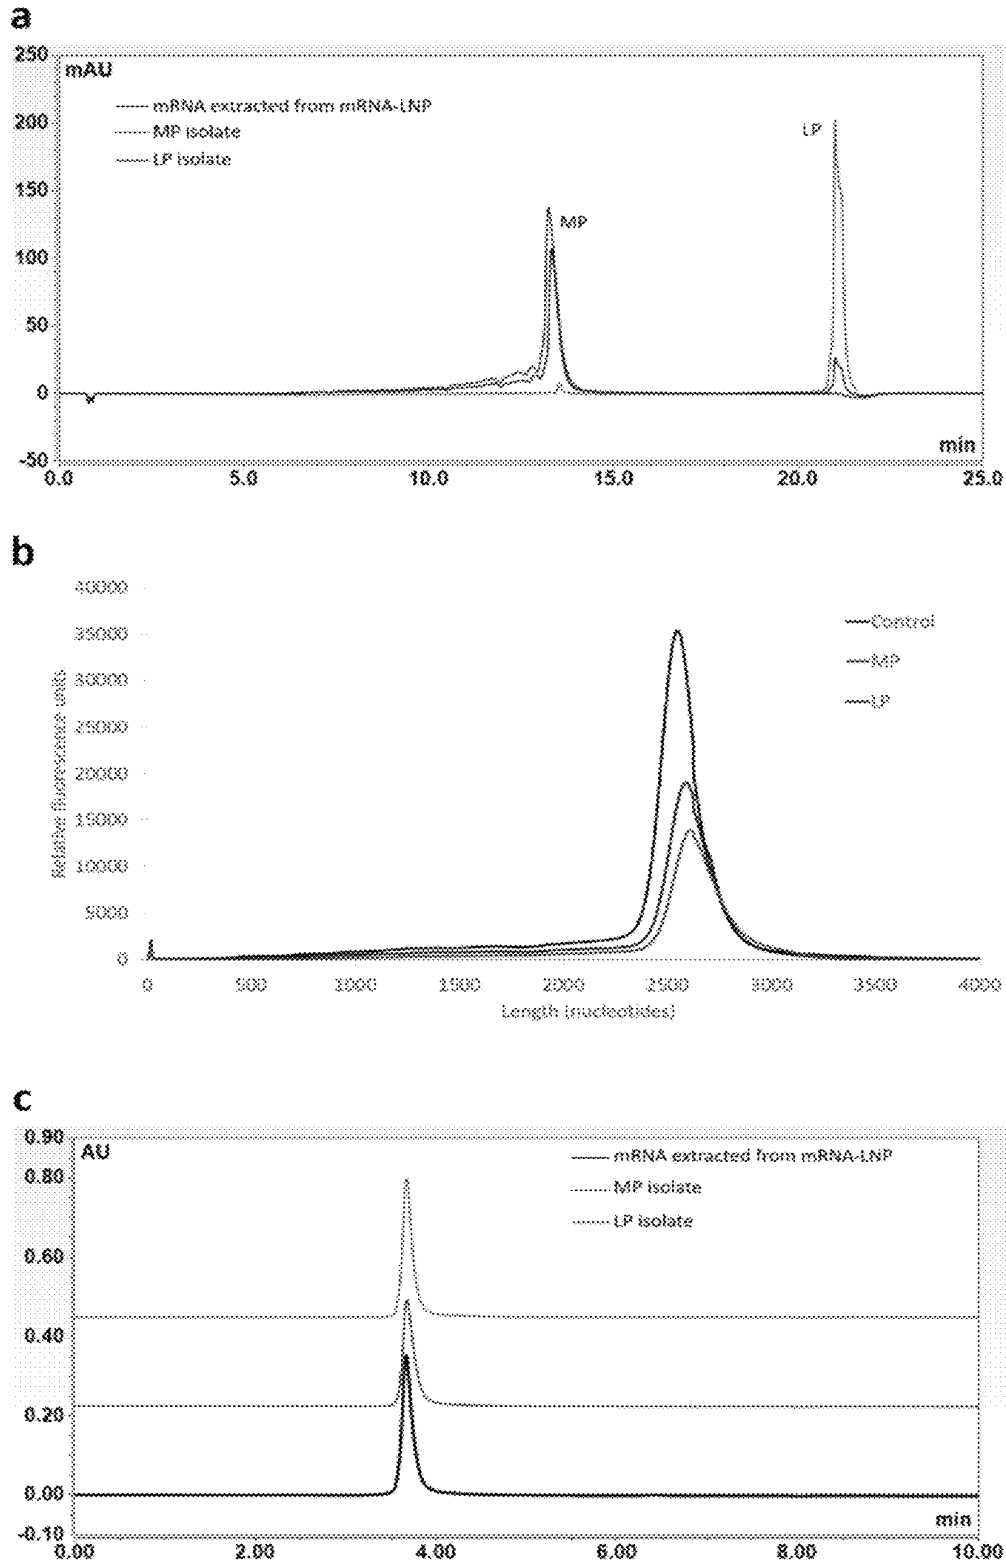 a
250
mAU
mRNA extracted from mRNA-LNP
200
MP isolate
LP
LP isolate
150
MP
100
50
0
min
-50
0.0 5.0 10.0 15.0 20.0 25.0
b
40000
35000
Control
MP
30000
LP
25000
Relative fluorescence units
20000
15000
10000
5000
0
0 500 1000 1500 2000 2500 3000 3500 4000
Length (nucleotides)
c
0.90
AU
mRNA extracted from mRNA-LNP
0.80
MP isolate
LP isolate
0.60
0.40
0.20
0.00
min
-0.10
0.00 2.00 4.00 6.00 8.00 10.00